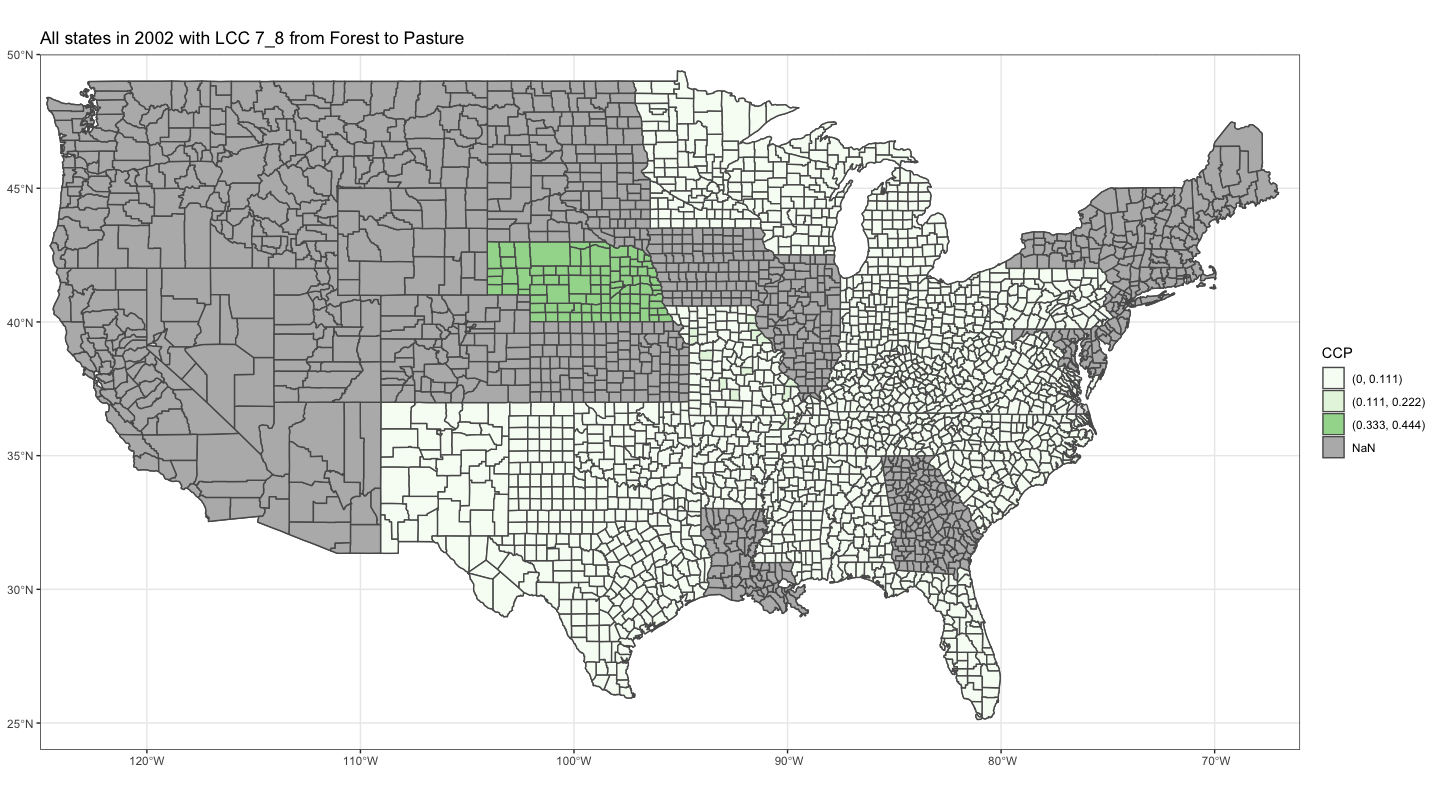 All states in 2002 with LCC 7_8 from Forest to Pasture
50°N
45°N
40°N
35°N
30°N
25°N
120°W
110°W
100°W
90°W
80°W
70°W
CCP
(0, 0.111)
(0.111, 0.222)
(0.333, 0.444)
NaN